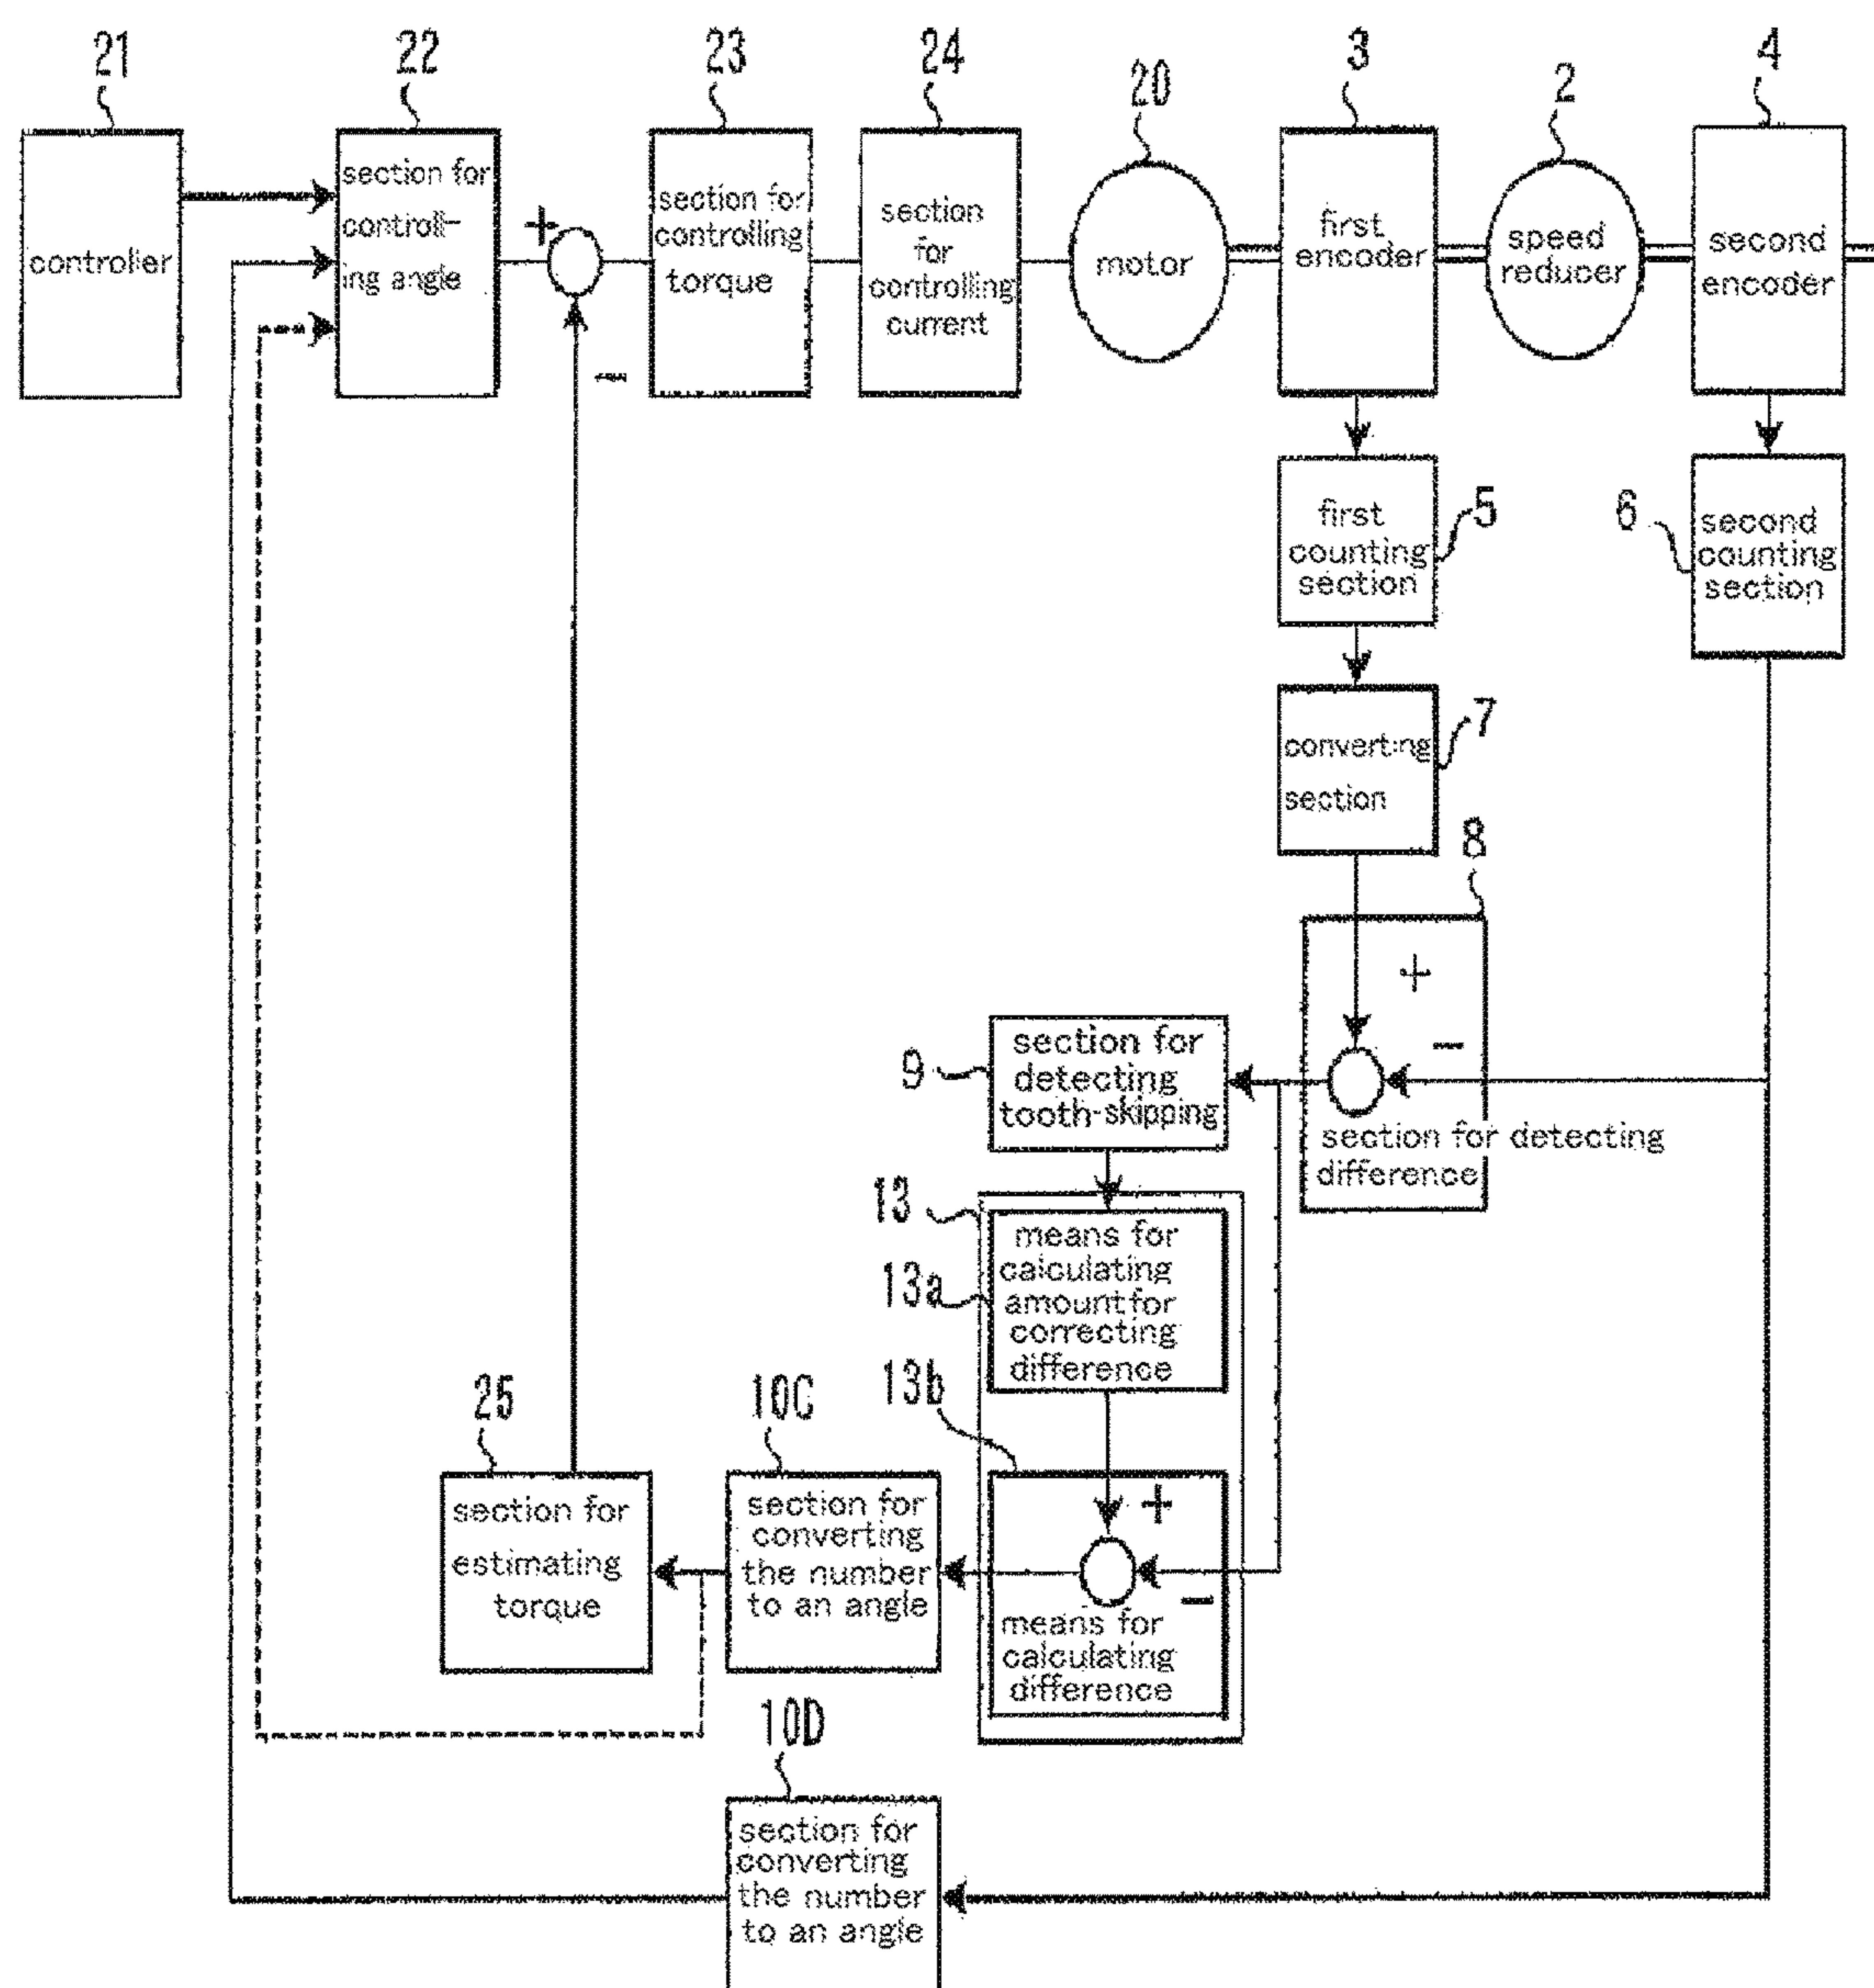 21
22
23
24
20
3
2
4
controller
section for
controll-
ing angle
+
-
section for
controlling
torque
section
for
controlling
current
motor
first
encoder
speed
reducer
second
encoder
first
counting
section
5
6
second
counting
section
converting
section
7
8
+
-
section for detecting
difference
9
section for
detecting
tooth-skipping
13
13a
means for
calculating
amount for
correcting
difference
13b
+
-
means for
calculating
difference
25
section for
estimating
torque
10C
section for
converting
the number
to an angle
10D
section for
converting
the number
to an angle